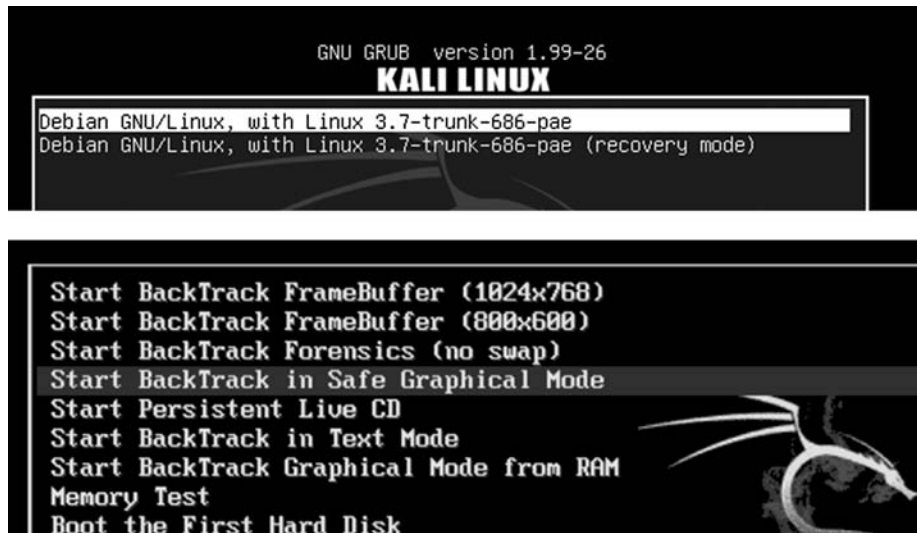 GNU GRUB  version 1.99-26
KALI LINUX
Debian GNU/Linux, with Linux 3.7-trunk-686-pae
Debian GNU/Linux, with Linux 3.7-trunk-686-pae (recovery mode)
Start BackTrack FrameBuffer (1024x768)
Start BackTrack FrameBuffer (800x600)
Start BackTrack Forensics (no swap)
Start BackTrack in Safe Graphical Mode
Start Persistent Live CD
Start BackTrack in Text Mode
Start BackTrack Graphical Mode from RAM
Memory Test
Boot the First Hard Disk